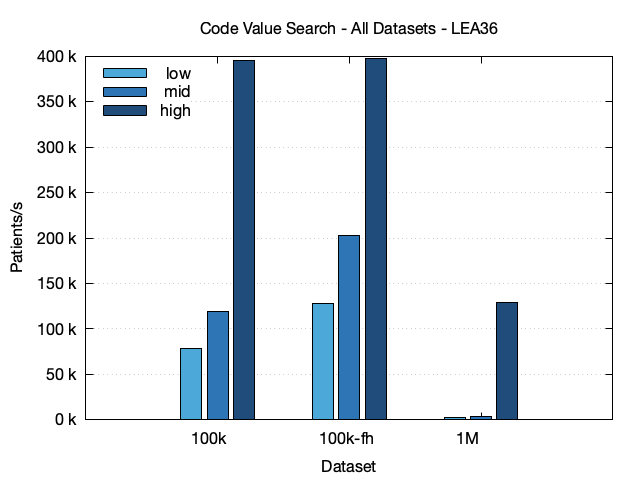 Code Value Search - All Datasets - LEA36
400 k
350 k
300 k
250 k
200 k
150 k
100 k
50 k
0 k
low
mid
high
Patients/s
100k
100k-fh
1M
Dataset